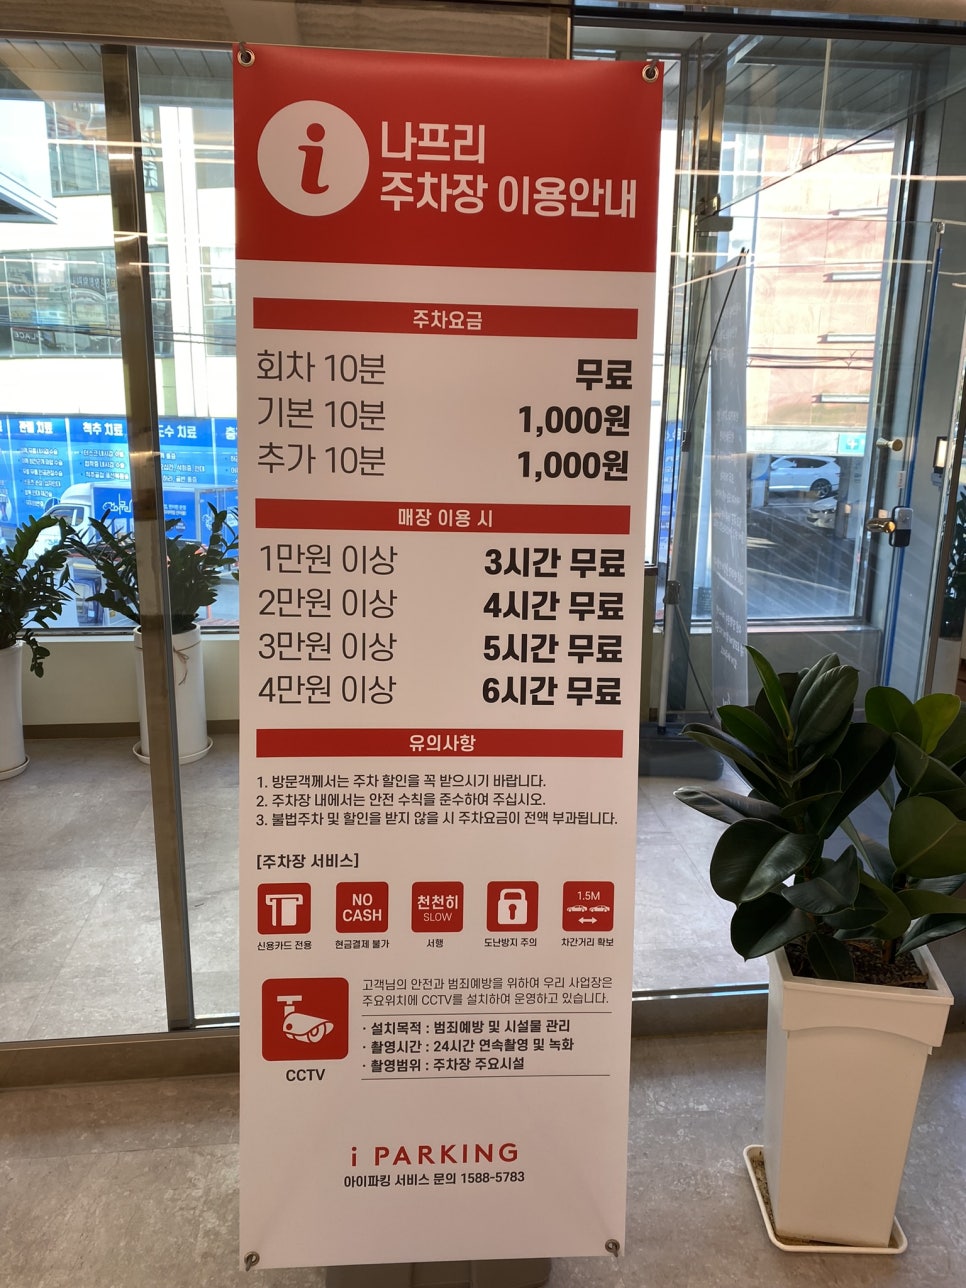 i 나프리
주차장 이용안내
주차요금
회차 10분 무료
기본 10분 1,000원
추가 10분 1,000원
매장 이용 시
1만원 이상 3시간 무료
2만원 이상 4시간 무료
3만원 이상 5시간 무료
4만원 이상 6시간 무료
유의사항
1. 방문객께서는 주차 할인을 꼭 받으시기 바랍니다.
2. 주차장 내에서는 안전 수칙을 준수하여 주십시오.
3. 불법주차 및 할인을 받지 않을 시 주차요금이 전액 부과됩니다.
[주차장 서비스]
NO CASH
천천히 SLOW
1.5M
신용카드 전용 현금결제 불가 서행 도난방지 주의 차간거리 확보
고객님의 안전과 범죄예방을 위하여 우리 사업장은
주요위치에 CCTV를 설치하여 운영하고 있습니다.
· 설치목적 : 범죄예방 및 시설물 관리
· 촬영시간 : 24시간 연속촬영 및 녹화
· 촬영범위 : 주차장 주요시설
CCTV
i PARKING
아이파킹 서비스 문의 1588-5783
척추 치료
도수 치료